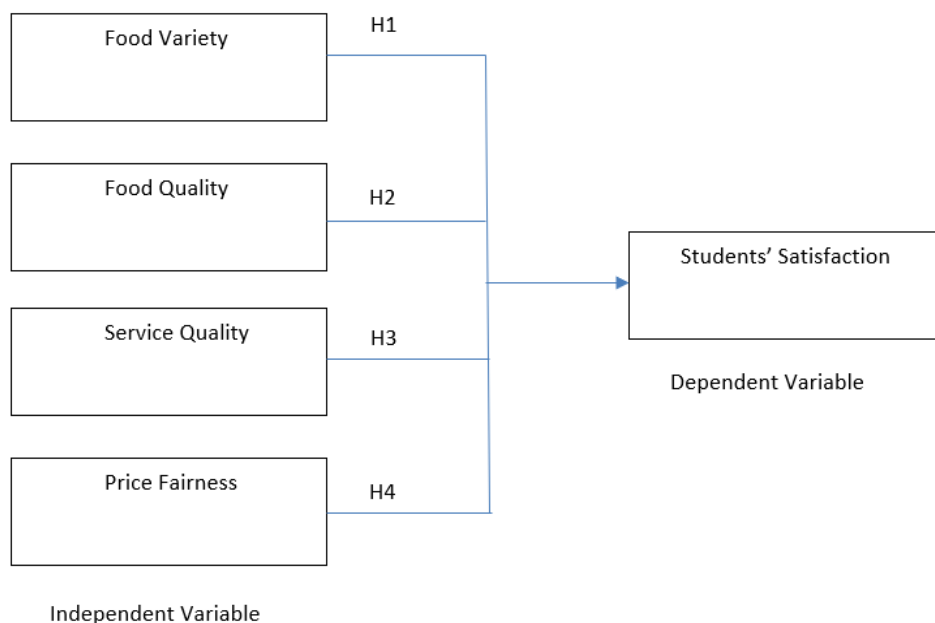 Food Variety
H1
Food Quality
H2
Service Quality
H3
Price Fairness
H4
Independent Variable
Students’ Satisfaction
Dependent Variable